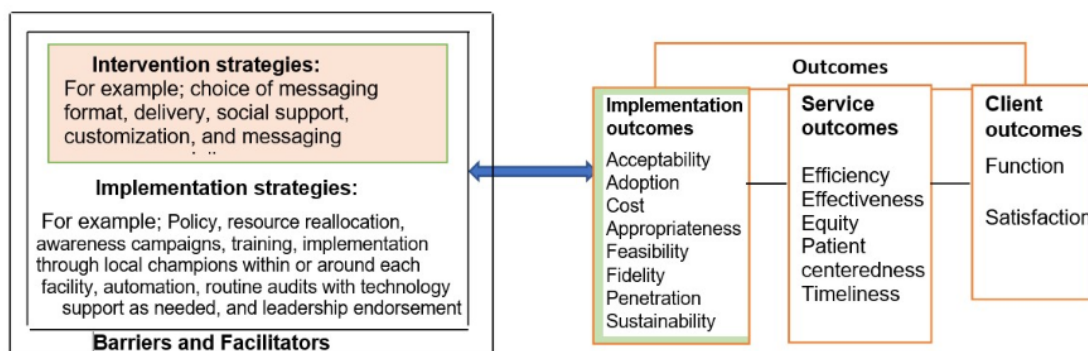 Intervention strategies:
For example; choice of messaging
format, delivery, social support,
customization, and messaging
Implementation strategies:
For example; Policy, resource reallocation,
awareness campaigns, training, implementation
through local champions within or around each
facility, automation, routine audits with technology
support as needed, and leadership endorsement
Barriers and Facilitators
Outcomes
Implementation
outcomes
Acceptability
Adoption
Cost
Appropriateness
Feasibility
Fidelity
Penetration
Sustainability
Service
outcomes
Efficiency
Effectiveness
Equity
Patient
centeredness
Timeliness
Client
outcomes
Function
Satisfaction